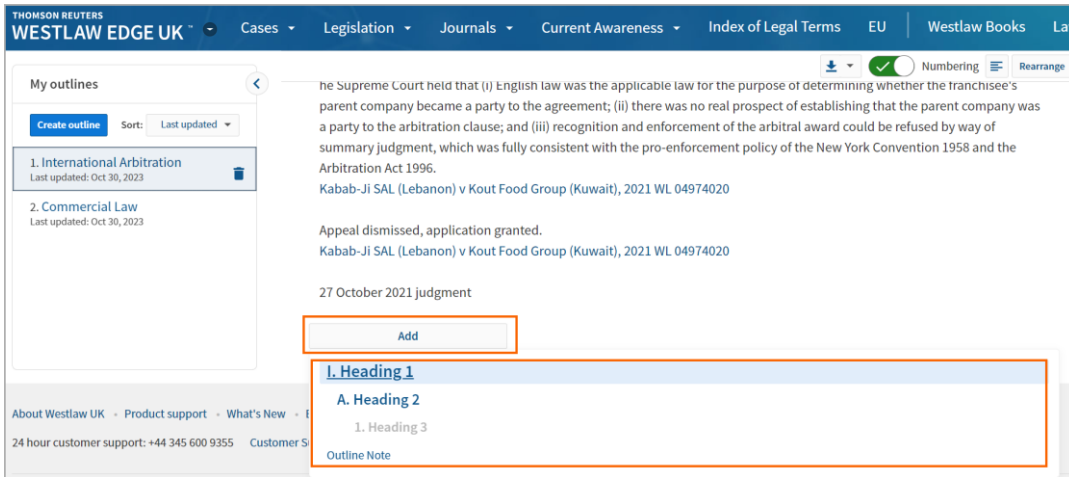 THOMSON REUTERS
WESTLAW EDGE UK™
Cases
Legislation
Journals
Current Awareness
Index of Legal Terms
EU
Westlaw Books
Numbering
Rearrange
My outlines
Create outline
Sort: Last updated
1. International Arbitration
Last updated: Oct 30, 2023
2. Commercial Law
Last updated: Oct 30, 2023
he Supreme Court held that (i) English law was the applicable law for the purpose of determining whether the franchisee's
parent company became a party to the agreement; (ii) there was no real prospect of establishing that the parent company was
a party to the arbitration clause; and (iii) recognition and enforcement of the arbitral award could be refused by way of
summary judgment, which was fully consistent with the pro-enforcement policy of the New York Convention 1958 and the
Arbitration Act 1996.
Kabab-Ji SAL (Lebanon) v Kout Food Group (Kuwait), 2021 WL 04974020
Appeal dismissed, application granted.
Kabab-Ji SAL (Lebanon) v Kout Food Group (Kuwait), 2021 WL 04974020
27 October 2021 judgment
Add
I. Heading 1
A. Heading 2
1. Heading 3
Outline Note
About Westlaw UK
Product support
What's New
24 hour customer support: +44 345 600 9355
Customer